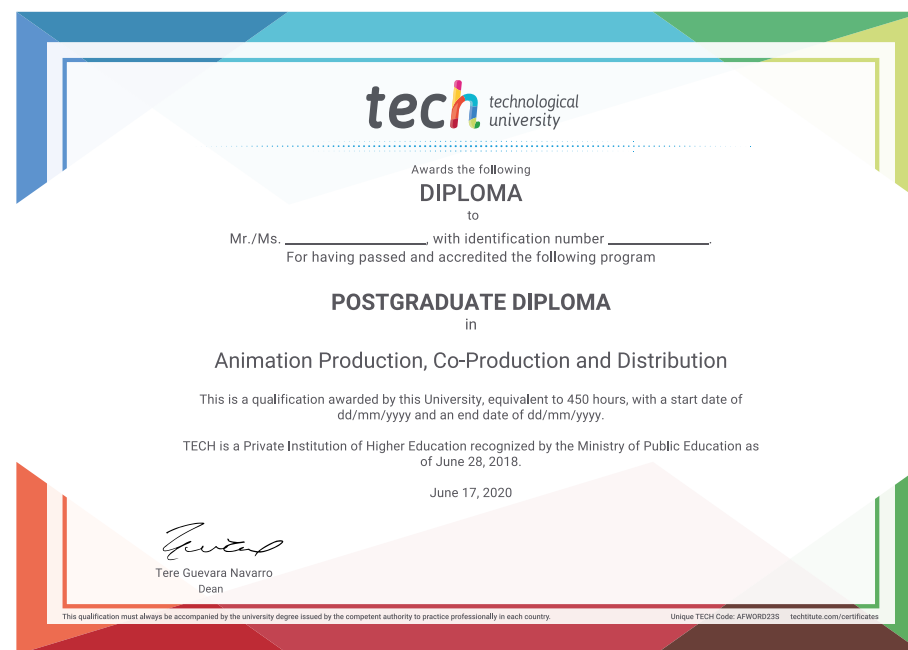 tech technological
university
Awards the following
DIPLOMA
to
Mr./Ms. ________________, with identification number ____________.
For having passed and accredited the following program
POSTGRADUATE DIPLOMA
in
Animation Production, Co-Production and Distribution
This is a qualification awarded by this University, equivalent to 450 hours, with a start date of
dd/mm/yyyy and an end date of dd/mm/yyyy.
TECH is a Private Institution of Higher Education recognized by the Ministry of Public Education as
of June 28, 2018.
June 17, 2020
Tere Guevara Navarro
Dean
This qualification must always be accompanied by the university degree issued by the competent authority to practice professionally in each country.
Unique TECH Code: AFWORD23S techtitute.com/certificates